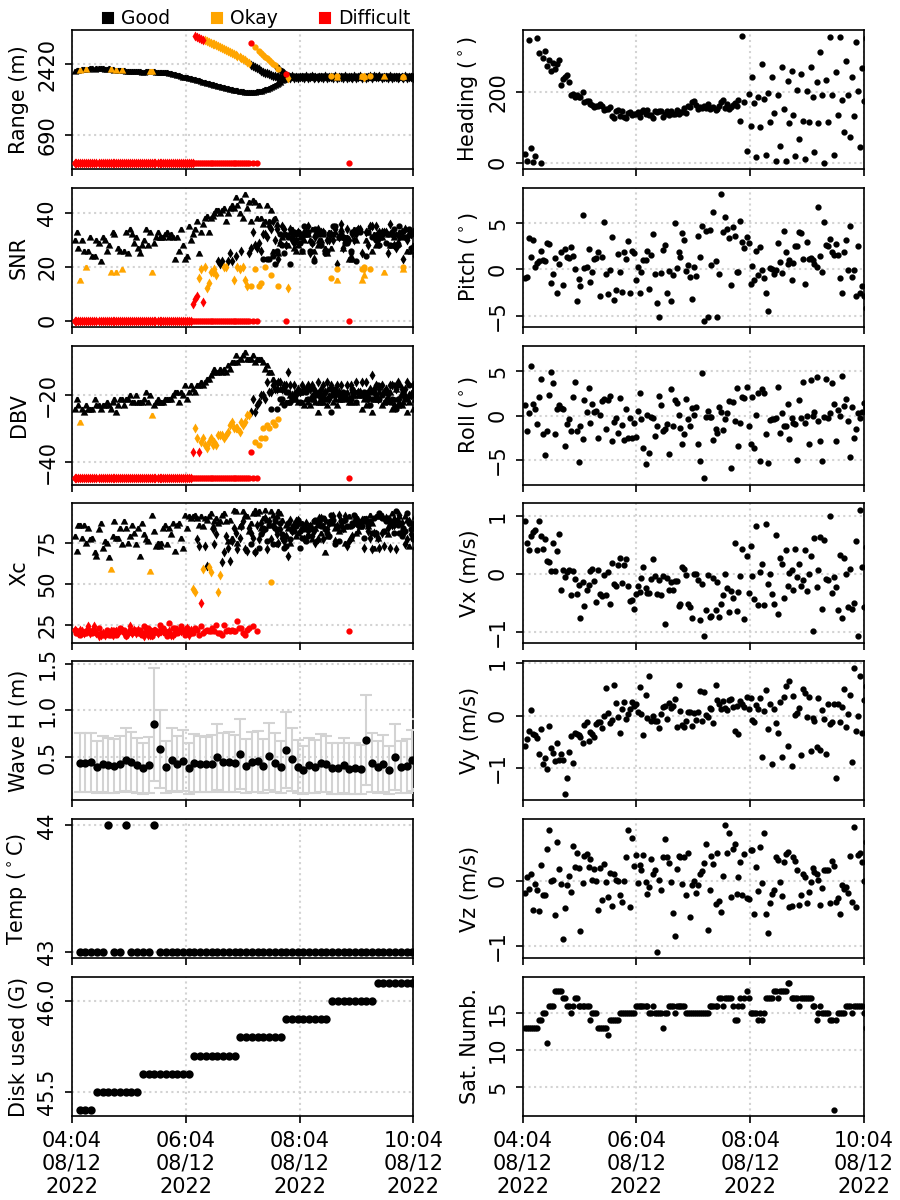 Good Okay Difficult
Range (m)
2420
690
Heading (°)
200
0
SNR
40
20
0
Pitch (°)
5
0
−5
DBV
−20
−40
Roll (°)
5
0
−5
Xc
75
50
25
Vx (m/s)
1
0
−1
Wave H (m)
1.5
1.0
0.5
Vy (m/s)
1
0
−1
Temp (°C)
44
43
Vz (m/s)
0
−1
Disk used (G)
46.0
45.5
Sat. Numb.
15
10
5
04:04 06:04 08:04 10:04
08/12 08/12 08/12 08/12
2022 2022 2022 2022
04:04 06:04 08:04 10:04
08/12 08/12 08/12 08/12
2022 2022 2022 2022